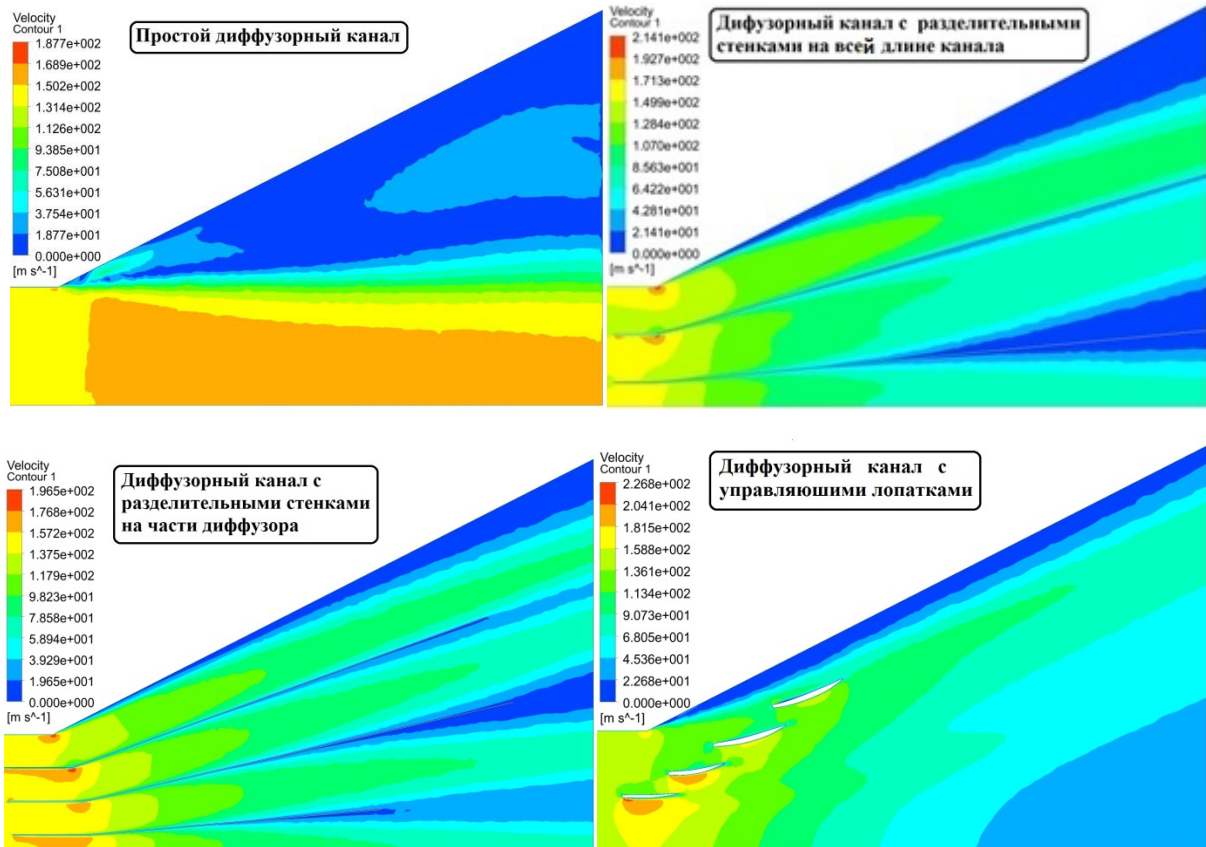 Velocity
Contour 1
1.877e+002
1.689e+002
1.502e+002
1.314e+002
1.126e+002
9.385e+001
7.508e+001
5.631e+001
3.754e+001
1.877e+001
0.000e+000
[m s^-1]
Простой диффузорный канал
Velocity
Contour 1
2.141e+002
1.927e+002
1.713e+002
1.499e+002
1.284e+002
1.070e+002
8.563e+001
6.422e+001
4.281e+001
2.141e+001
0.000e+000
[m s^-1]
Дифузорный канал с разделительными
стенками на всей длине канала
Velocity
Contour 1
1.965e+002
1.768e+002
1.572e+002
1.375e+002
1.179e+002
9.823e+001
7.858e+001
5.894e+001
3.929e+001
1.965e+001
0.000e+000
[m s^-1]
Диффузорный канал с
разделительными стенками
на части диффузора
Velocity
Contour 1
2.268e+002
2.041e+002
1.815e+002
1.588e+002
1.361e+002
1.134e+002
9.073e+001
6.805e+001
4.536e+001
2.268e+001
0.000e+000
[m s^-1]
Диффузорный канал с
управляюшими лопатками